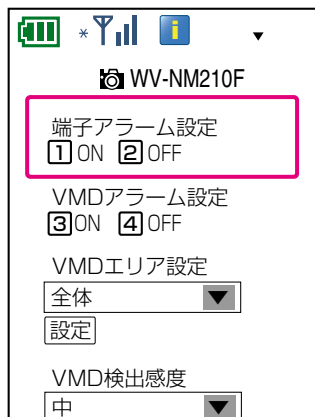 WV-NM210F
端子アラーム設定
1 ON 2 OFF
VMDアラーム設定
3 ON 4 OFF
VMDエリア設定
全体
設定
VMD検出感度
中